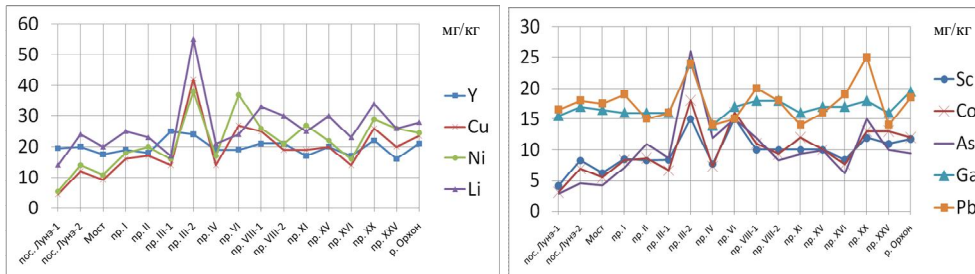 60
50
40
30
20
10
0
мг/кг
Y
Cu
Ni
Li
пос. Лунэ-1
пос. Лунэ-2
Мост
пр. I
пр. II
пр. III-1
пр. III-2
пр. IV
пр. VI
пр. VIII-1
пр. VIII-2
пр. XI
пр. XV
пр. XVI
пр. XX
пр. XXV
р. Орхон
30
25
20
15
10
5
0
мг/кг
Sc
Co
As
Ga
Pb
пос. Лунэ-1
пос. Лунэ-2
Мост
пр. I
пр. II
пр. III-1
пр. III-2
пр. IV
пр. VI
пр. VIII-1
пр. VIII-2
пр. XI
пр. XV
пр. XVI
пр. XX
пр. XXV
р. Орхон